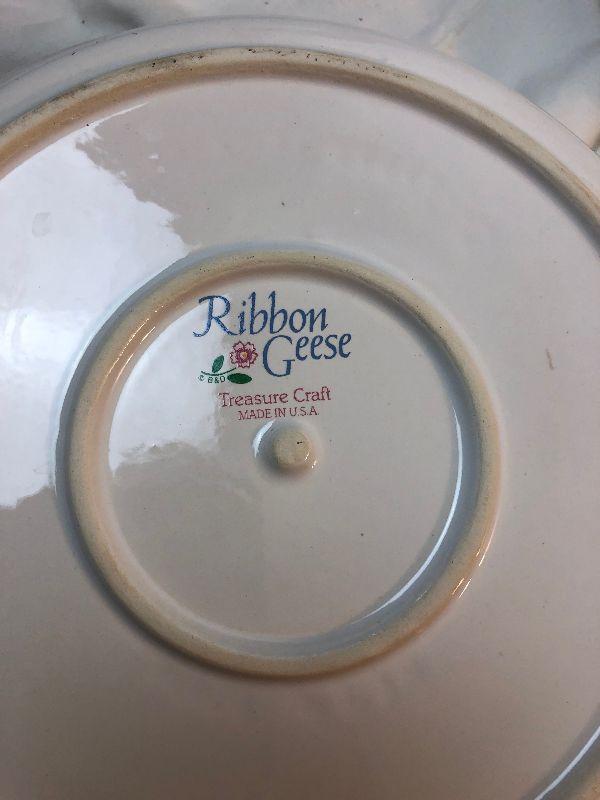 Ribbon
Geese
© B&D
Treasure Craft
MADE IN U.S.A.